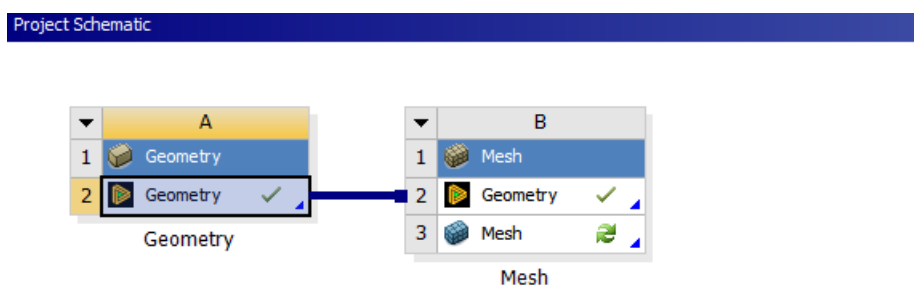 Project Schematic
A
1 Geometry
2 Geometry
Geometry
B
1 Mesh
2 Geometry
3 Mesh
Mesh